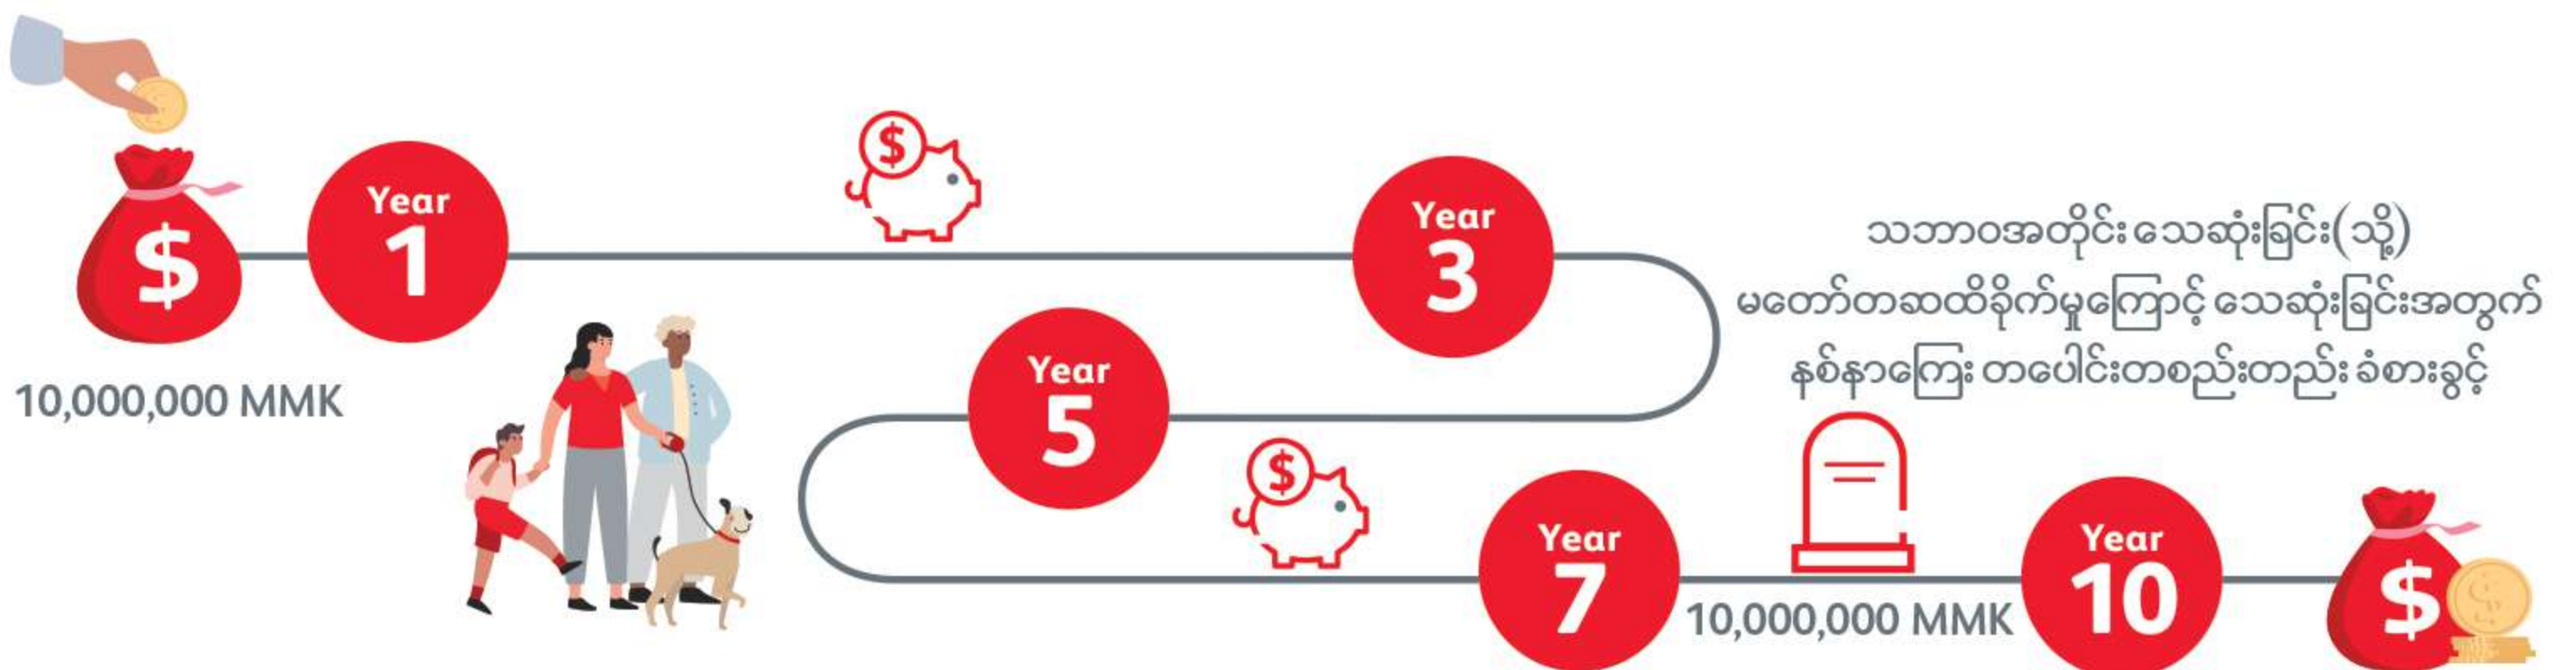 $
Year
1
$
Year
3
$
10,000,000 MMK
သဘာဝအတိုင်း သေဆုံးခြင်း(သို့)
မတော်တဆထိခိုက်မှုကြောင့် သေဆုံးခြင်းအတွက်
နစ်နာကြေး တပေါင်းတစည်းတည်း ခံစားခွင့်
Year
5
$
Year
7
10,000,000 MMK
Year
10
$